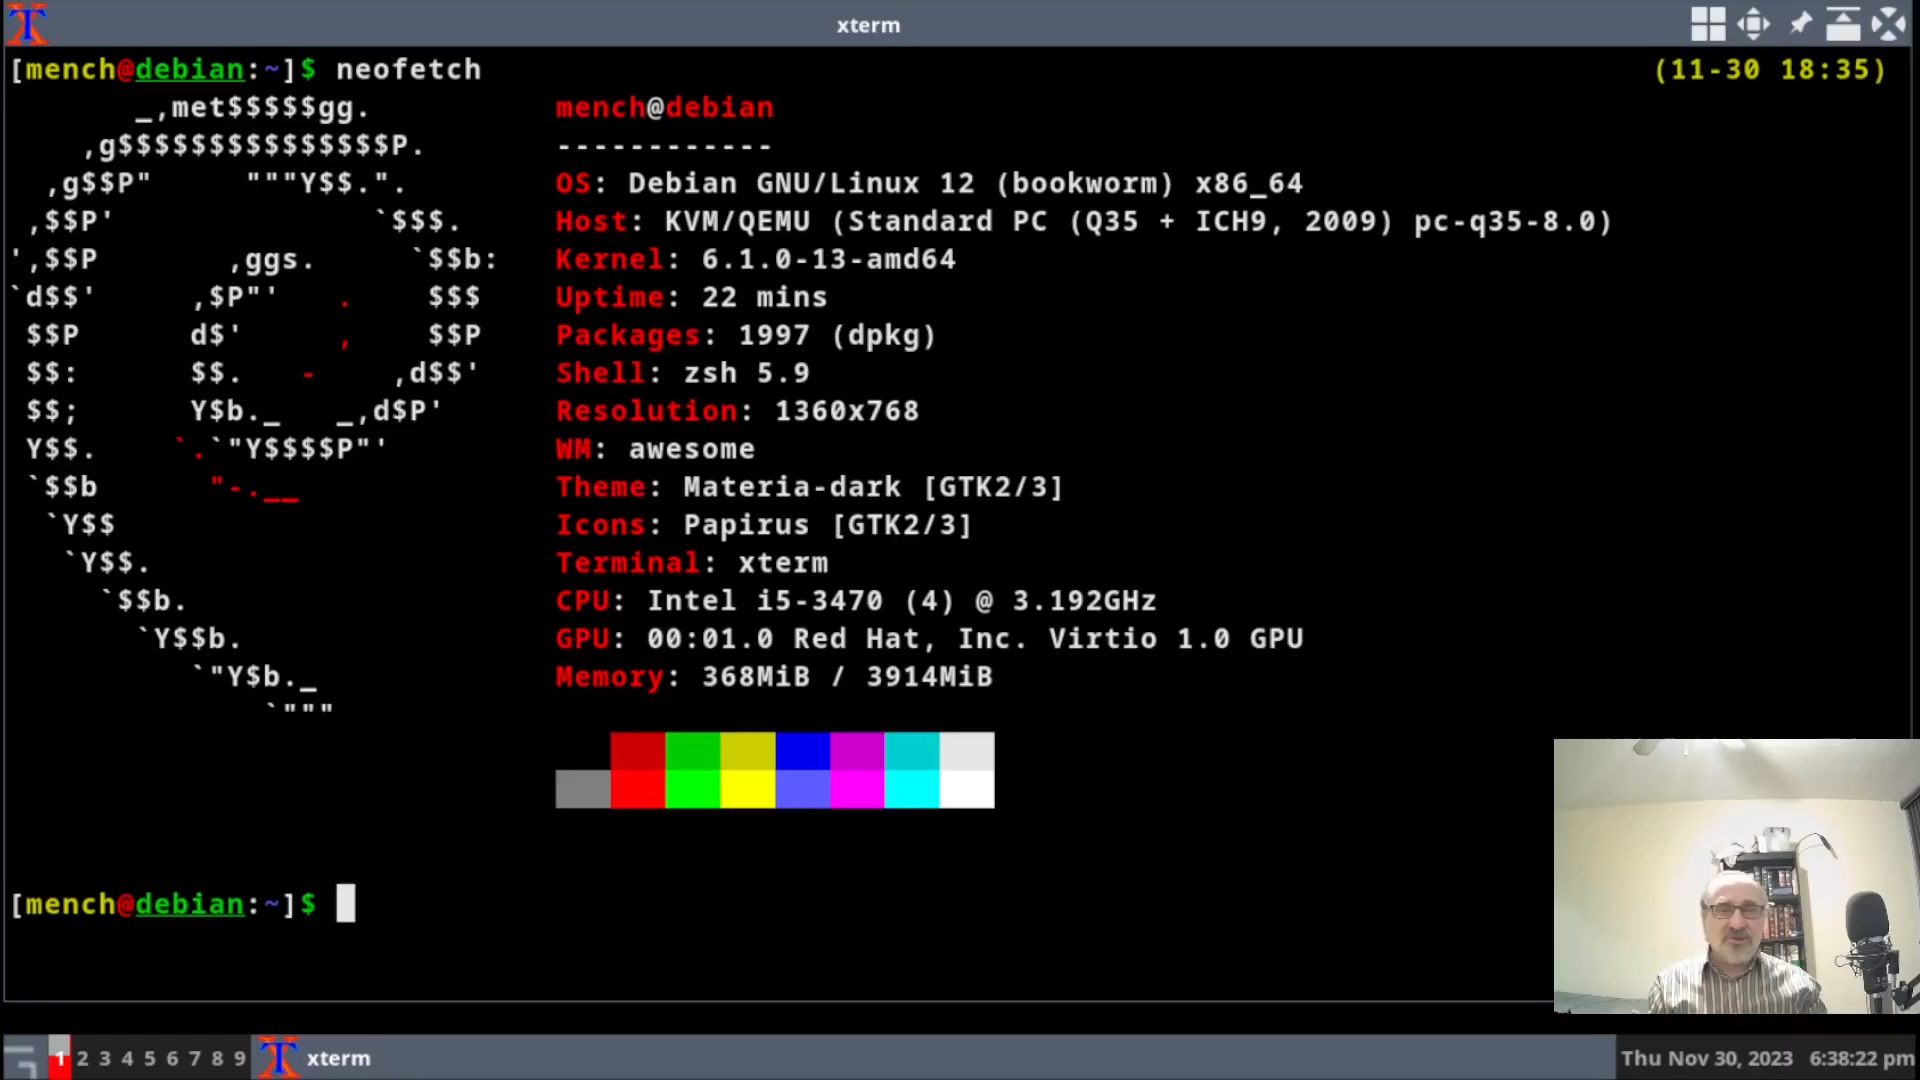 xterm
[mench@debian:~]$ neofetch (11-30 18:35)
_,met$$$$$gg. mench@debian
,g$$$$$$$$$$$$$$$P. ------------
,g$$P" """Y$$.". OS: Debian GNU/Linux 12 (bookworm) x86_64
,$$P' `$$$. Host: KVM/QEMU (Standard PC (Q35 + ICH9, 2009) pc-q35-8.0)
',$$P ,ggs. `$$b: Kernel: 6.1.0-13-amd64
`d$$' ,$P"' . $$$ Uptime: 22 mins
$$P d$' , $$P Packages: 1997 (dpkg)
$$: $$. - ,d$$' Shell: zsh 5.9
$$; Y$b._ _,d$P' Resolution: 1360x768
Y$$. `.`"Y$$$$P"' WM: awesome
`$$b "-.__ Theme: Materia-dark [GTK2/3]
`Y$$ Icons: Papirus [GTK2/3]
`Y$$. Terminal: xterm
`$$b. CPU: Intel i5-3470 (4) @ 3.192GHz
`Y$$b. GPU: 00:01.0 Red Hat, Inc. Virtio 1.0 GPU
`"Y$b._ Memory: 368MiB / 3914MiB
`"""
[mench@debian:~]$
1 2 3 4 5 6 7 8 9 xterm Thu Nov 30, 2023 6:38:22 pm